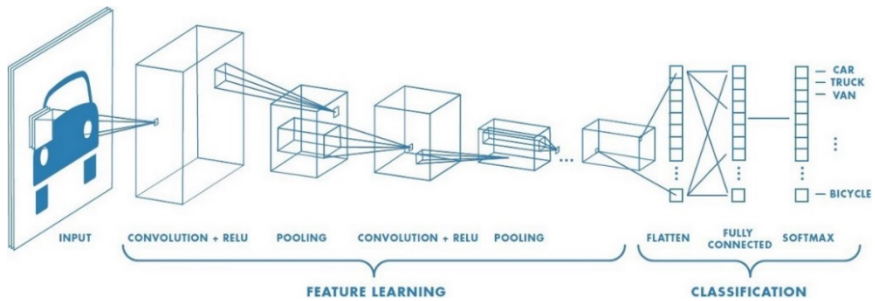 CAR
TRUCK
VAN
BICYCLE
INPUT
CONVOLUTION + RELU
POOLING
CONVOLUTION + RELU
POOLING
FLATTEN
FULLY
CONNECTED
SOFTMAX
FEATURE LEARNING
CLASSIFICATION